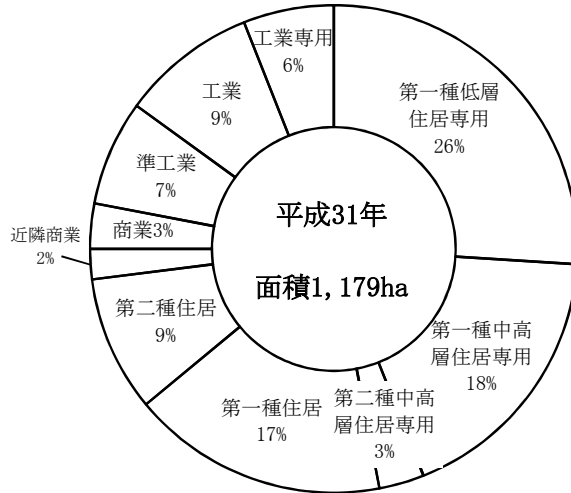 工業専用
6%
第一種低層
住居専用
26%
工業
9%
準工業
7%
商業3%
近隣商業
2%
平成31年
面積1,179ha
第二種住居
9%
第一種中高
層住居専用
18%
第二種中高
層住居専用
3%
第一種住居
17%